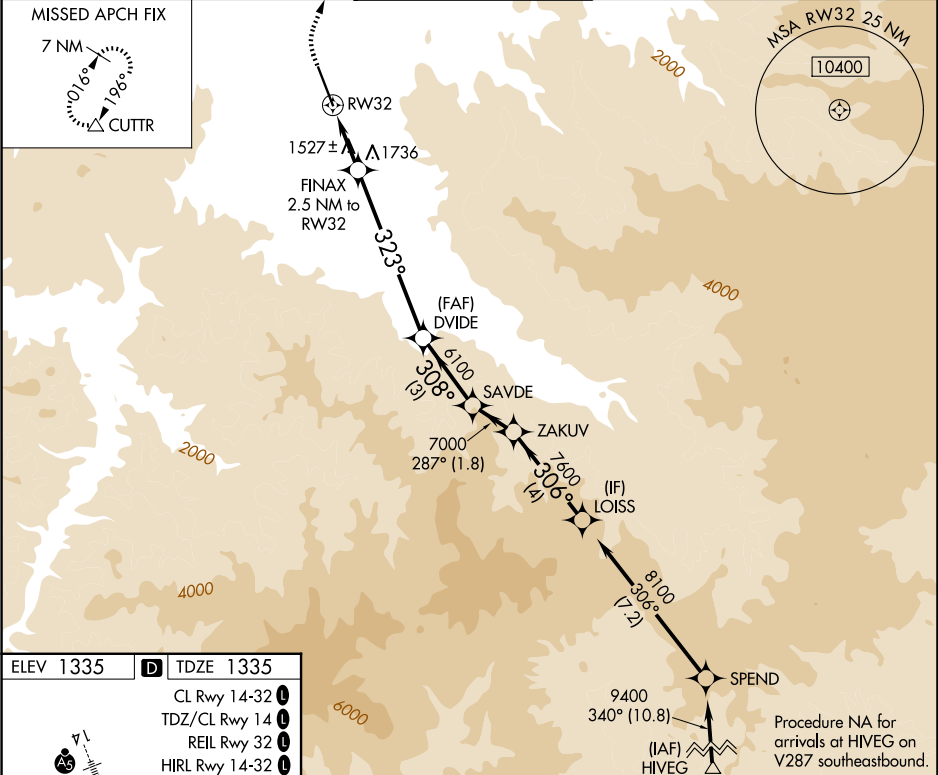 MISSED APCH FIX
7 NM
016°
196°
CUTTR
MSA RW32 25 NM
10400
2000
RW32
1527 ±
1736
FINAX
2.5 NM to
RW32
323°
4000
(FAF)
DVIDE
6100
308°
(3)
SAVDE
ZAKUV
7000
287° (1.8)
7600
306°
(4)
(IF)
LOISS
2000
4000
8100
306°
(7.2)
SPEND
9400
340° (10.8)
(IAF)
HIVEG
Procedure NA for
arrivals at HIVEG on
V287 southeastbound.
6000
ELEV 1335 D TDZE 1335
CL Rwy 14-32 L
TDZ/CL Rwy 14 L
REIL Rwy 32 L
HIRL Rwy 14-32 L
14
A5